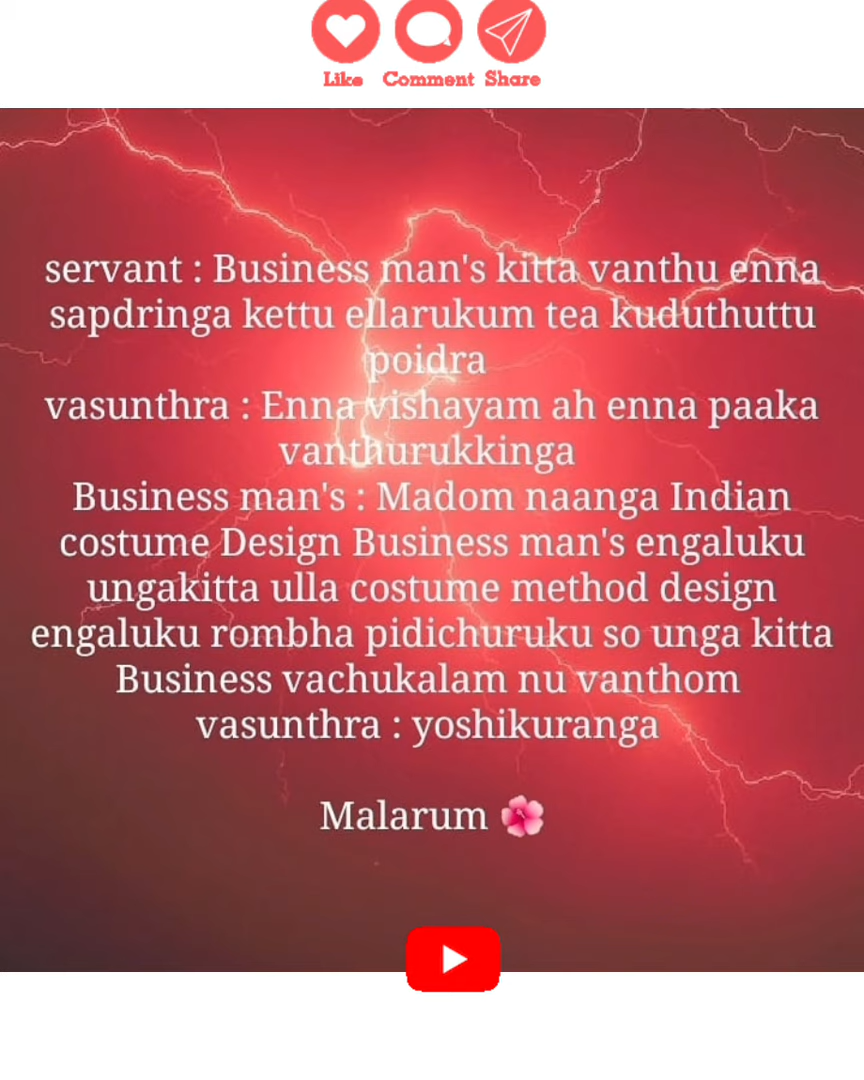 Like Comment Share
servant : Business man's kitta vanthu enna
sapdringa kettu ellarukum tea kuduthuttu
poidra
vasunthra : Enna vishayam ah enna paaka
vanthurukkinga
Business man's : Madom naanga Indian
costume Design Business man's engaluku
ungakitta ulla costume method design
engaluku rombha pidichuruku so unga kitta
Business vachukalam nu vanthom
vasunthra : yoshikuranga
Malarum 🌺